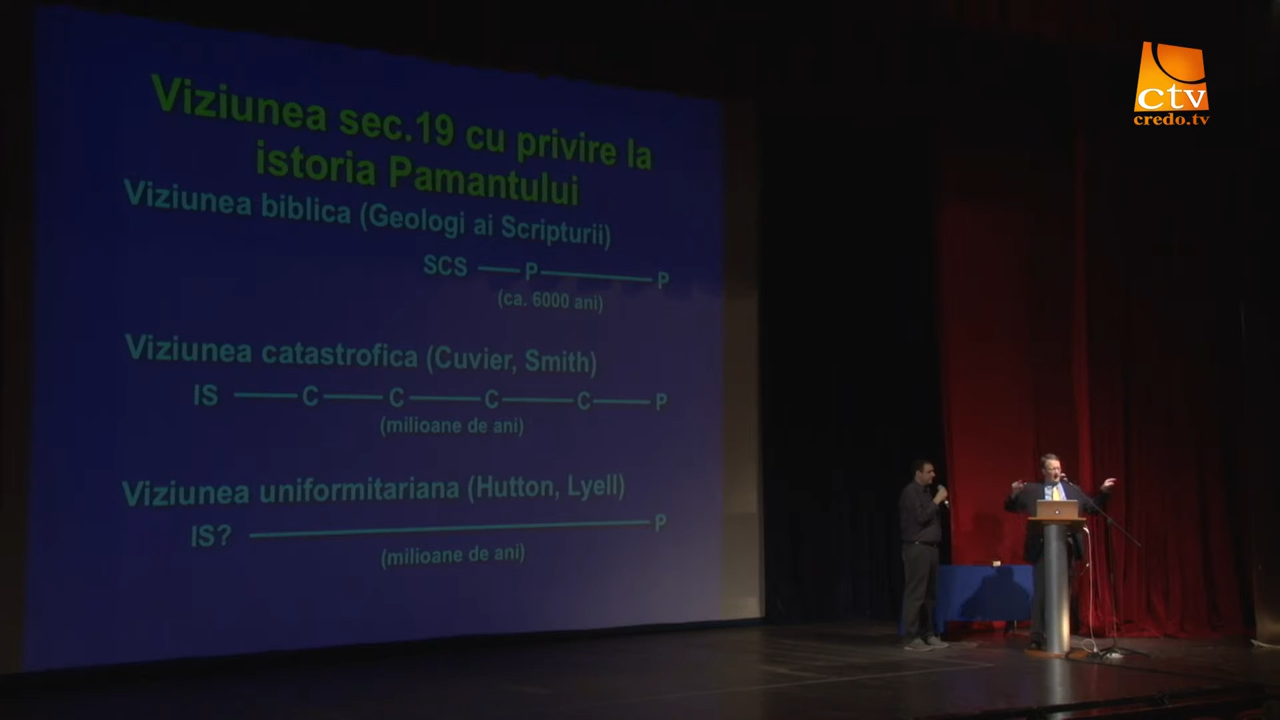 Viziunea sec.19 cu privire la
istoria Pamantului
Viziunea biblica (Geologi ai Scripturii)
SCS P P
(ca. 6000 ani)
Viziunea catastrofica (Cuvier, Smith)
IS C C C C P
(milioane de ani)
Viziunea uniformitariana (Hutton, Lyell)
IS? P
(milioane de ani)
ctv
credo.tv